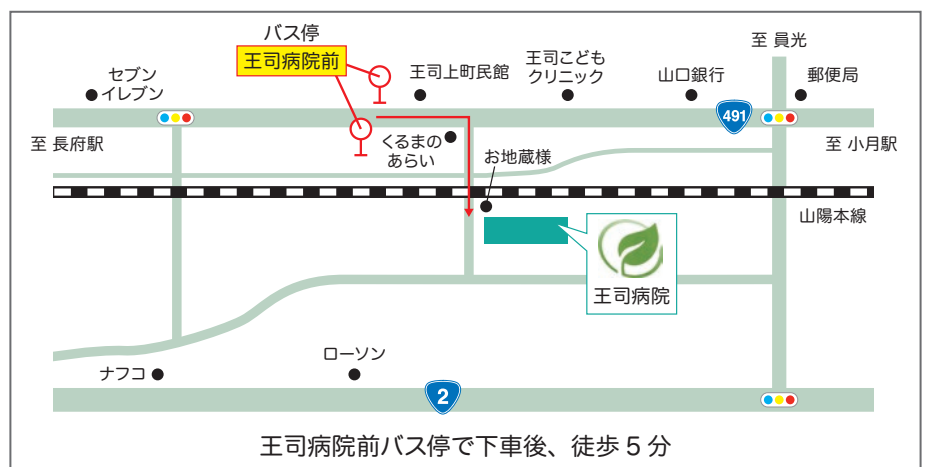 バス停
王司病院前
至 員光
セブン
イレブン
王司上町民館
王司こども
クリニック
山口銀行
郵便局
491
至 長府駅
くるまの
あらい
お地蔵様
至 小月駅
山陽本線
王司病院
ナフコ
ローソン
2
王司病院前バス停で下車後、徒歩 5 分